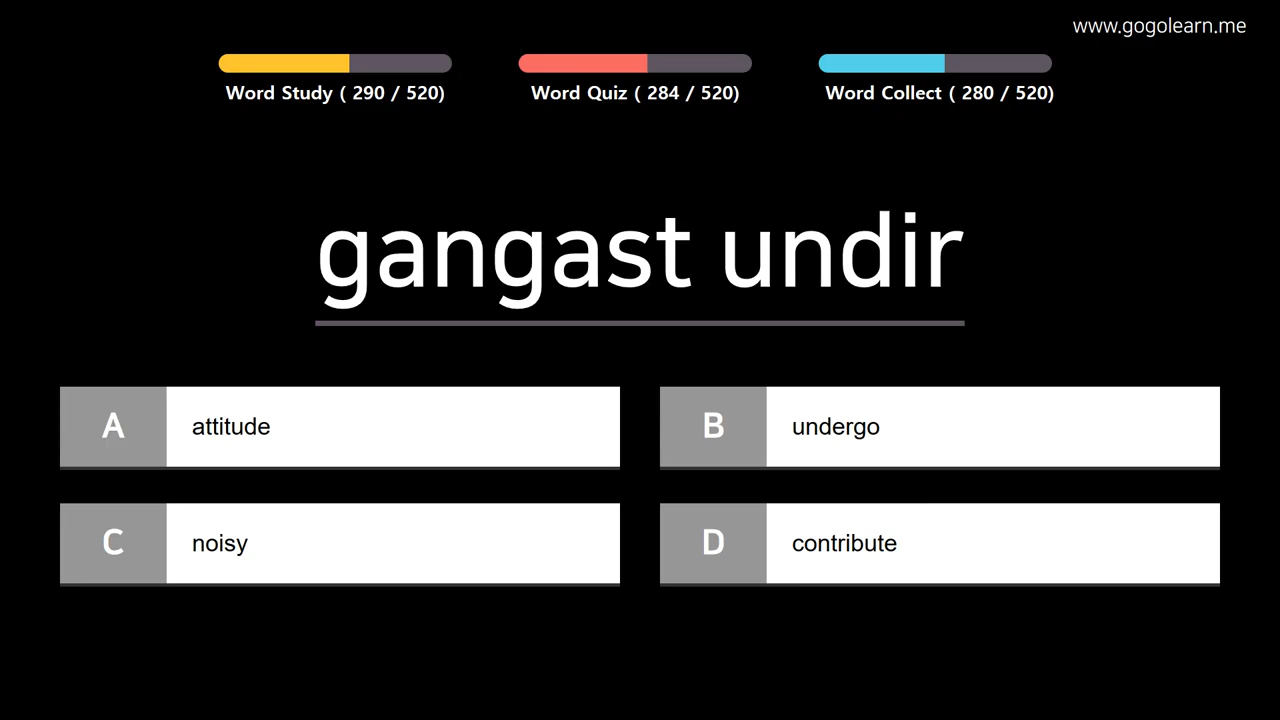 www.gogolearn.me
Word Study ( 290 / 520)
Word Quiz ( 284 / 520)
Word Collect ( 280 / 520)
gangast undir
A attitude
B undergo
C noisy
D contribute